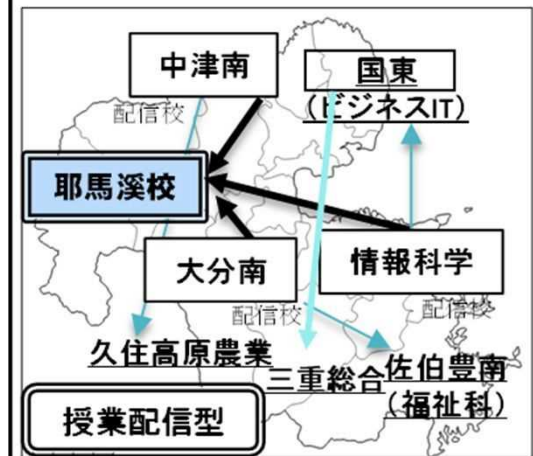 中津南
国東
(ビジネスIT)
配信校
耶馬溪校
大分南
情報科学
配信校
配信校
久住高原農業
三重総合
佐伯豊南
(福祉科)
授業配信型